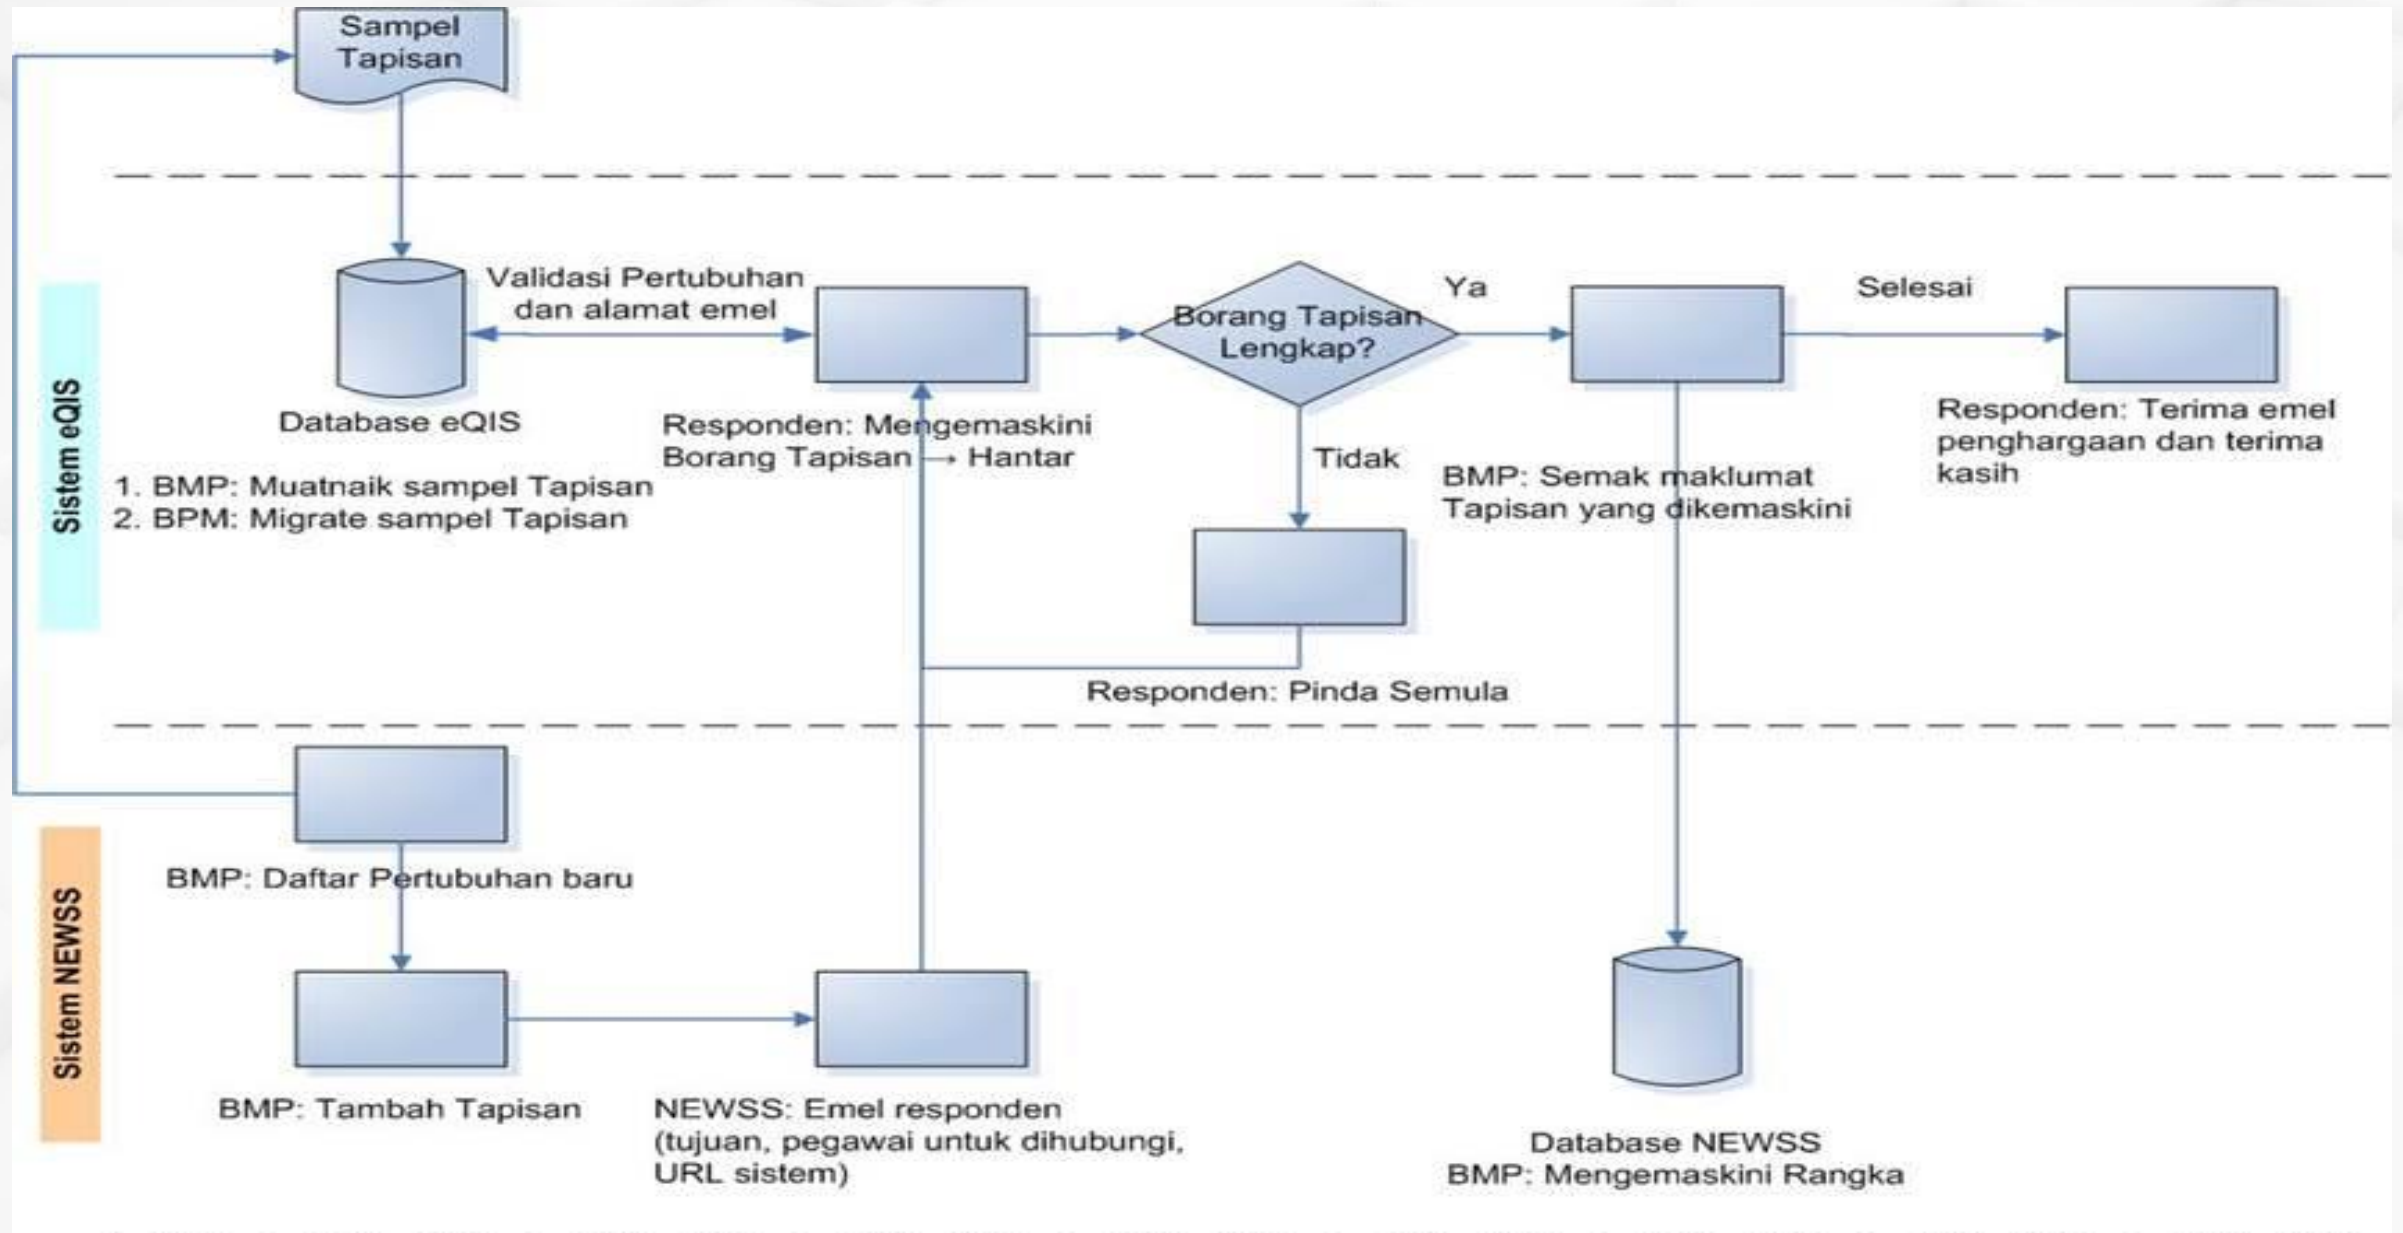 Sampel
Tapisan
Validasi Pertubuhan
dan alamat emel
Ya
Selesai
Borang Tapisan
Lengkap?
Sistem eQIS
Database eQIS
Responden: Mengemaskini
Borang Tapisan → Hantar
Tidak
Responden: Terima emel
penghargaan dan terima
kasih
1. BMP: Muatnaik sampel Tapisan
2. BPM: Migrate sampel Tapisan
BMP: Semak maklumat
Tapisan yang dikemaskini
Responden: Pinda Semula
Sistem NEWSS
BMP: Daftar Pertubuhan baru
BMP: Tambah Tapisan
NEWSS: Emel responden
(tujuan, pegawai untuk dihubungi,
URL sistem)
Database NEWSS
BMP: Mengemaskini Rangka